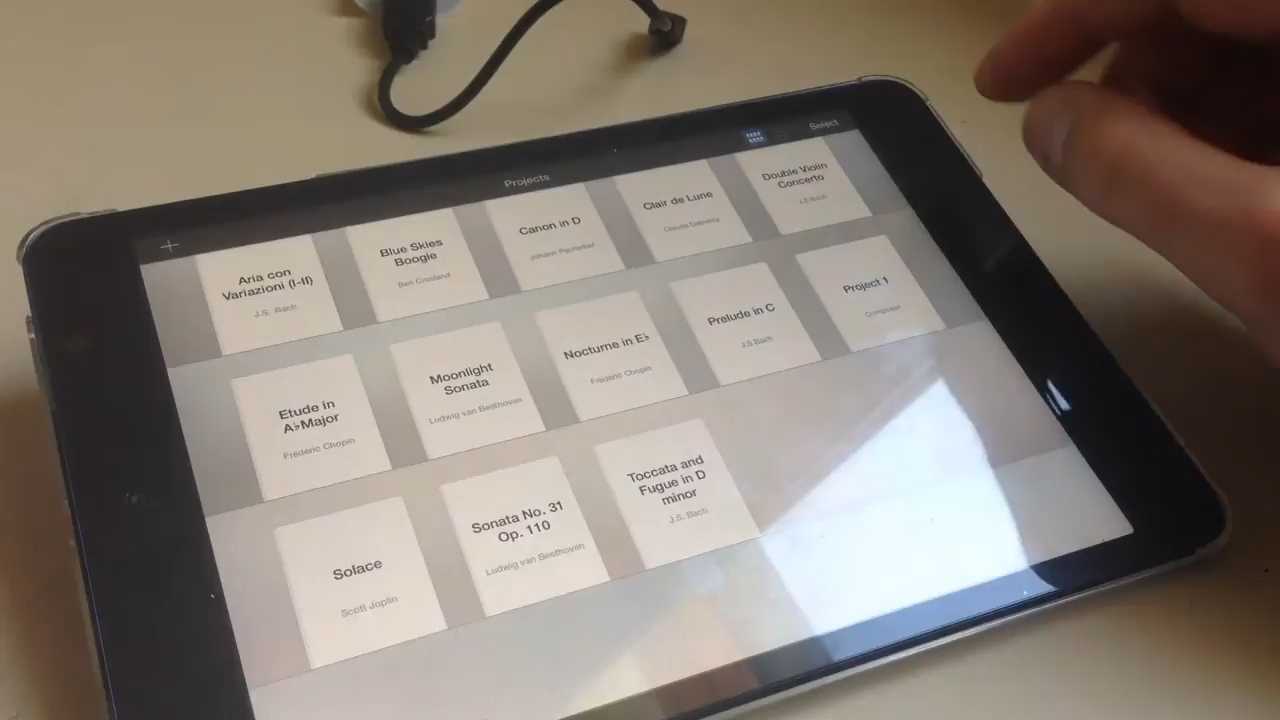 +
Projects
Select
Aria con
Variazioni (I-II)
J.S. Bach
Blue Skies
Boogie
Ben Crosland
Canon in D
Johann Pachelbel
Clair de Lune
Claude Debussy
Double Violin
Concerto
J.S Bach
Etude in
A♭Major
Frederic Chopin
Moonlight
Sonata
Ludwig van Beethoven
Nocturne in E♭
Frederic Chopin
Prelude in C
J.S Bach
Project 1
Composer
Solace
Scott Joplin
Sonata No. 31
Op. 110
Ludwig van Beethoven
Toccata and
Fugue in D
minor
J.S. Bach